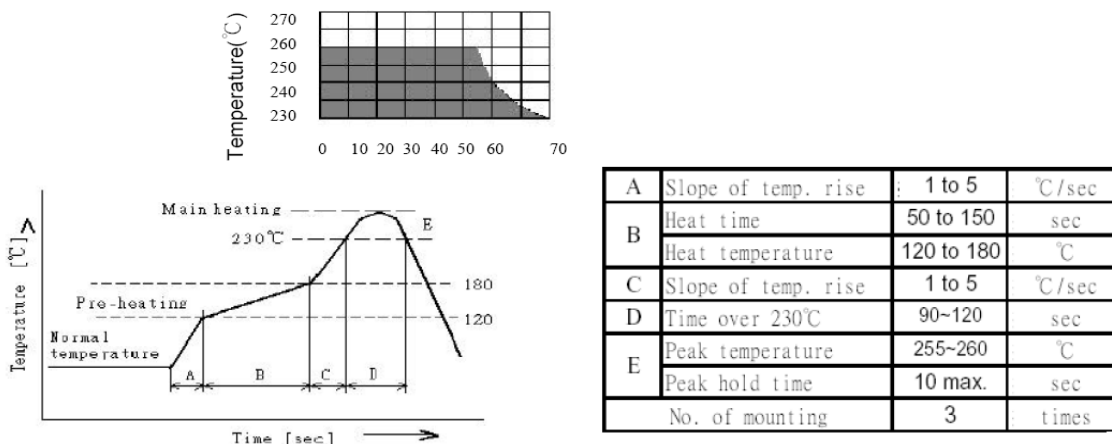 Temperature(℃)
270
260
250
240
230
0 10 20 30 40 50 60 70
Temperature [℃]
Main heating
E
230℃
180
Pre-heating
120
Normal
temperature
A B C D
Time [sec]
A Slope of temp. rise 1 to 5 ℃/sec
B Heat time 50 to 150 sec
Heat temperature 120 to 180 ℃
C Slope of temp. rise 1 to 5 ℃/sec
D Time over 230℃ 90~120 sec
E Peak temperature 255~260 ℃
Peak hold time 10 max. sec
No. of mounting 3 times